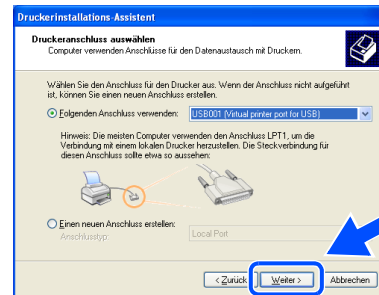 Druckerinstallations-Assistent
Druckeranschluss auswählen
Computer verwenden Anschlüsse für den Datenaustausch mit Druckern.
Wählen Sie den Anschluss für den Drucker aus. Wenn der Anschluss nicht aufgeführt
ist, können Sie einen neuen Anschluss erstellen.
Folgenden Anschluss verwenden:
USB001 (Virtual printer port for USB)
Hinweis: Die meisten Computer verwenden den Anschluss LPT1, um die
Verbindung mit einem lokalen Drucker herzustellen. Die Steckverbindung für
diesen Anschluss sollte etwa so aussehen:
Einen neuen Anschluss erstellen:
Anschlusstyp:
Local Port
< Zurück
Weiter >
Abbrechen